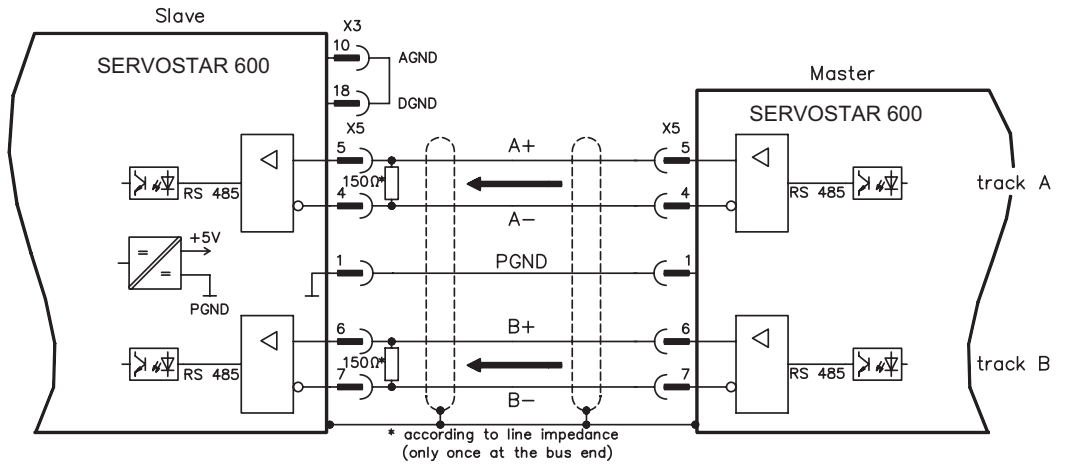 Slave
X3
SERVOSTAR 600
10
AGND
18
DGND
Master
SERVOSTAR 600
X5
X5
5
A+
5
RS 485
150Ω*
RS 485
track A
4
A-
4
+5V
=
=
PGND
1
PGND
1
6
B+
6
RS 485
150Ω*
RS 485
track B
7
B-
7
* according to line impedance
(only once at the bus end)